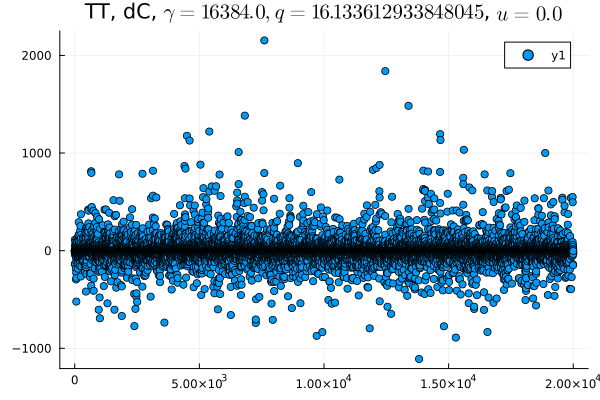 TT, dC, γ = 16384.0, q = 16.133612933848045, u = 0.0
y1
2000
1000
0
−1000
0 5.00×10³ 1.00×10⁴ 1.50×10⁴ 2.00×10⁴